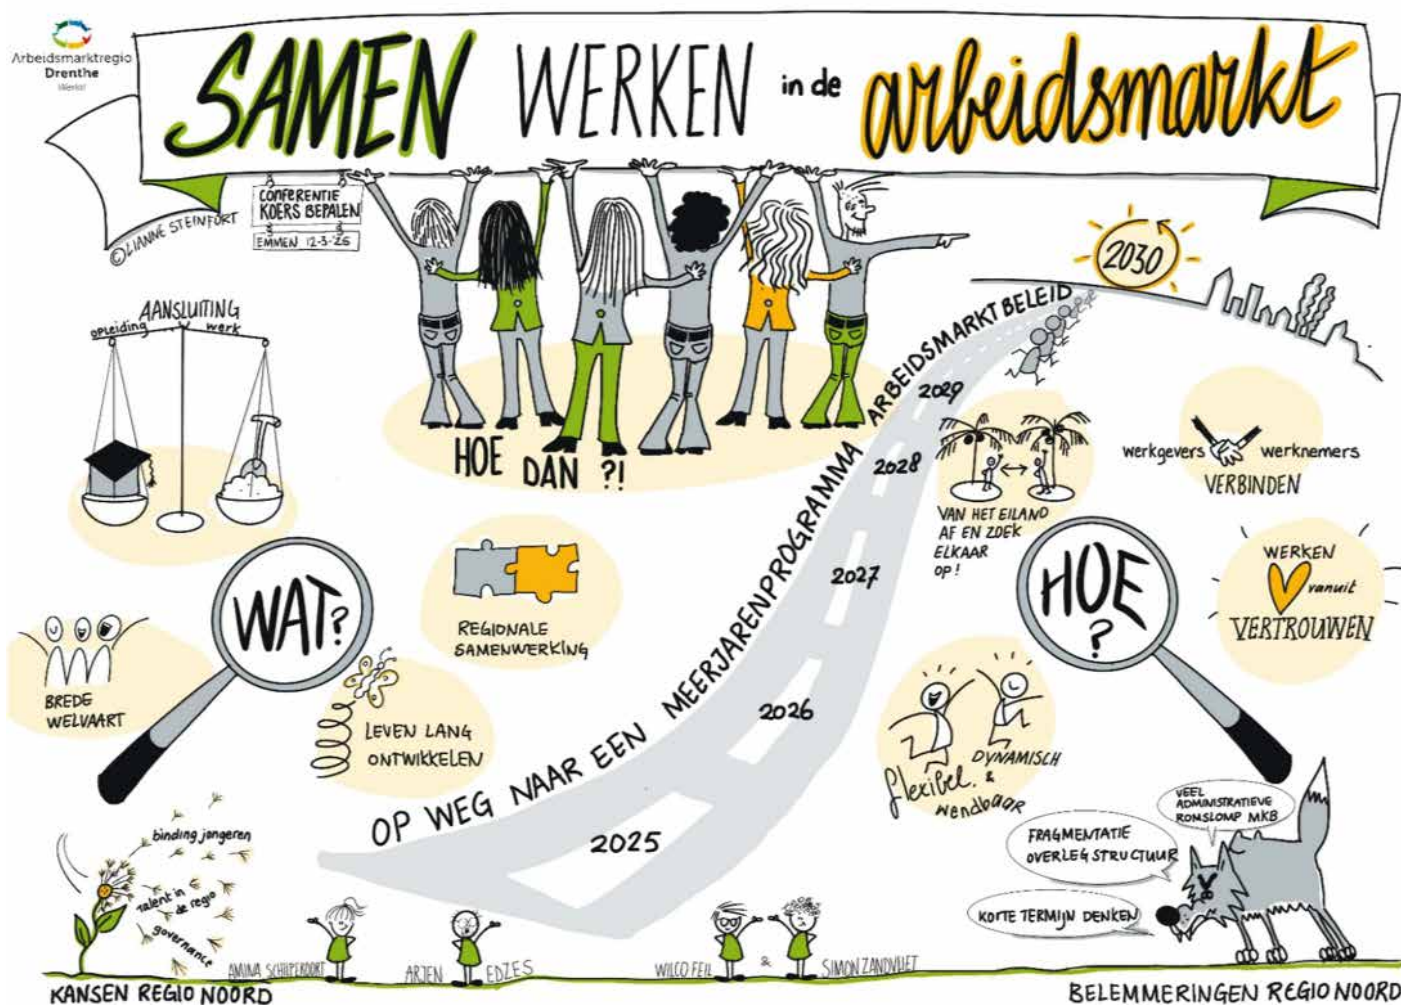 Arbeidsmarktregio
Drenthe
Werkt!
SAMEN WERKEN in de arbeidsmarkt
CONFERENTIE
KOERS BEPALEN
EMMEN 12-3-'25
©LIANNE STEINFORT
2030
AANSLUITING
opleiding werk
HOE DAN?!
OP WEG NAAR EEN MEERJARENPROGRAMMA ARBEIDSMARKTBELEID
2029
2028
2027
2026
2025
WAT?
REGIONALE
SAMENWERKING
BREDE
WELVAART
LEVEN LANG
ONTWIKKELEN
VAN HET EILAND
AF EN ZOEK
ELKAAR
OP!
werkgevers werknemers
VERBINDEN
HOE
?
WERKEN
vanuit
VERTROUWEN
DYNAMISCH
flexibel &
wendbaar
binding jongeren
Talent in
de regio
governance
KANSEN REGIO NOORD
AMINA SCHIPPEROORT
ARJEN EDZES
WILCO FEIL & SIMON ZANDVLIET
VEEL
ADMINISTRATIEVE
ROMSLOMP MKB
FRAGMENTATIE
OVERLEG STRUCTUUR
KORTE TERMIJN DENKEN
BELEMMERINGEN REGIO NOORD